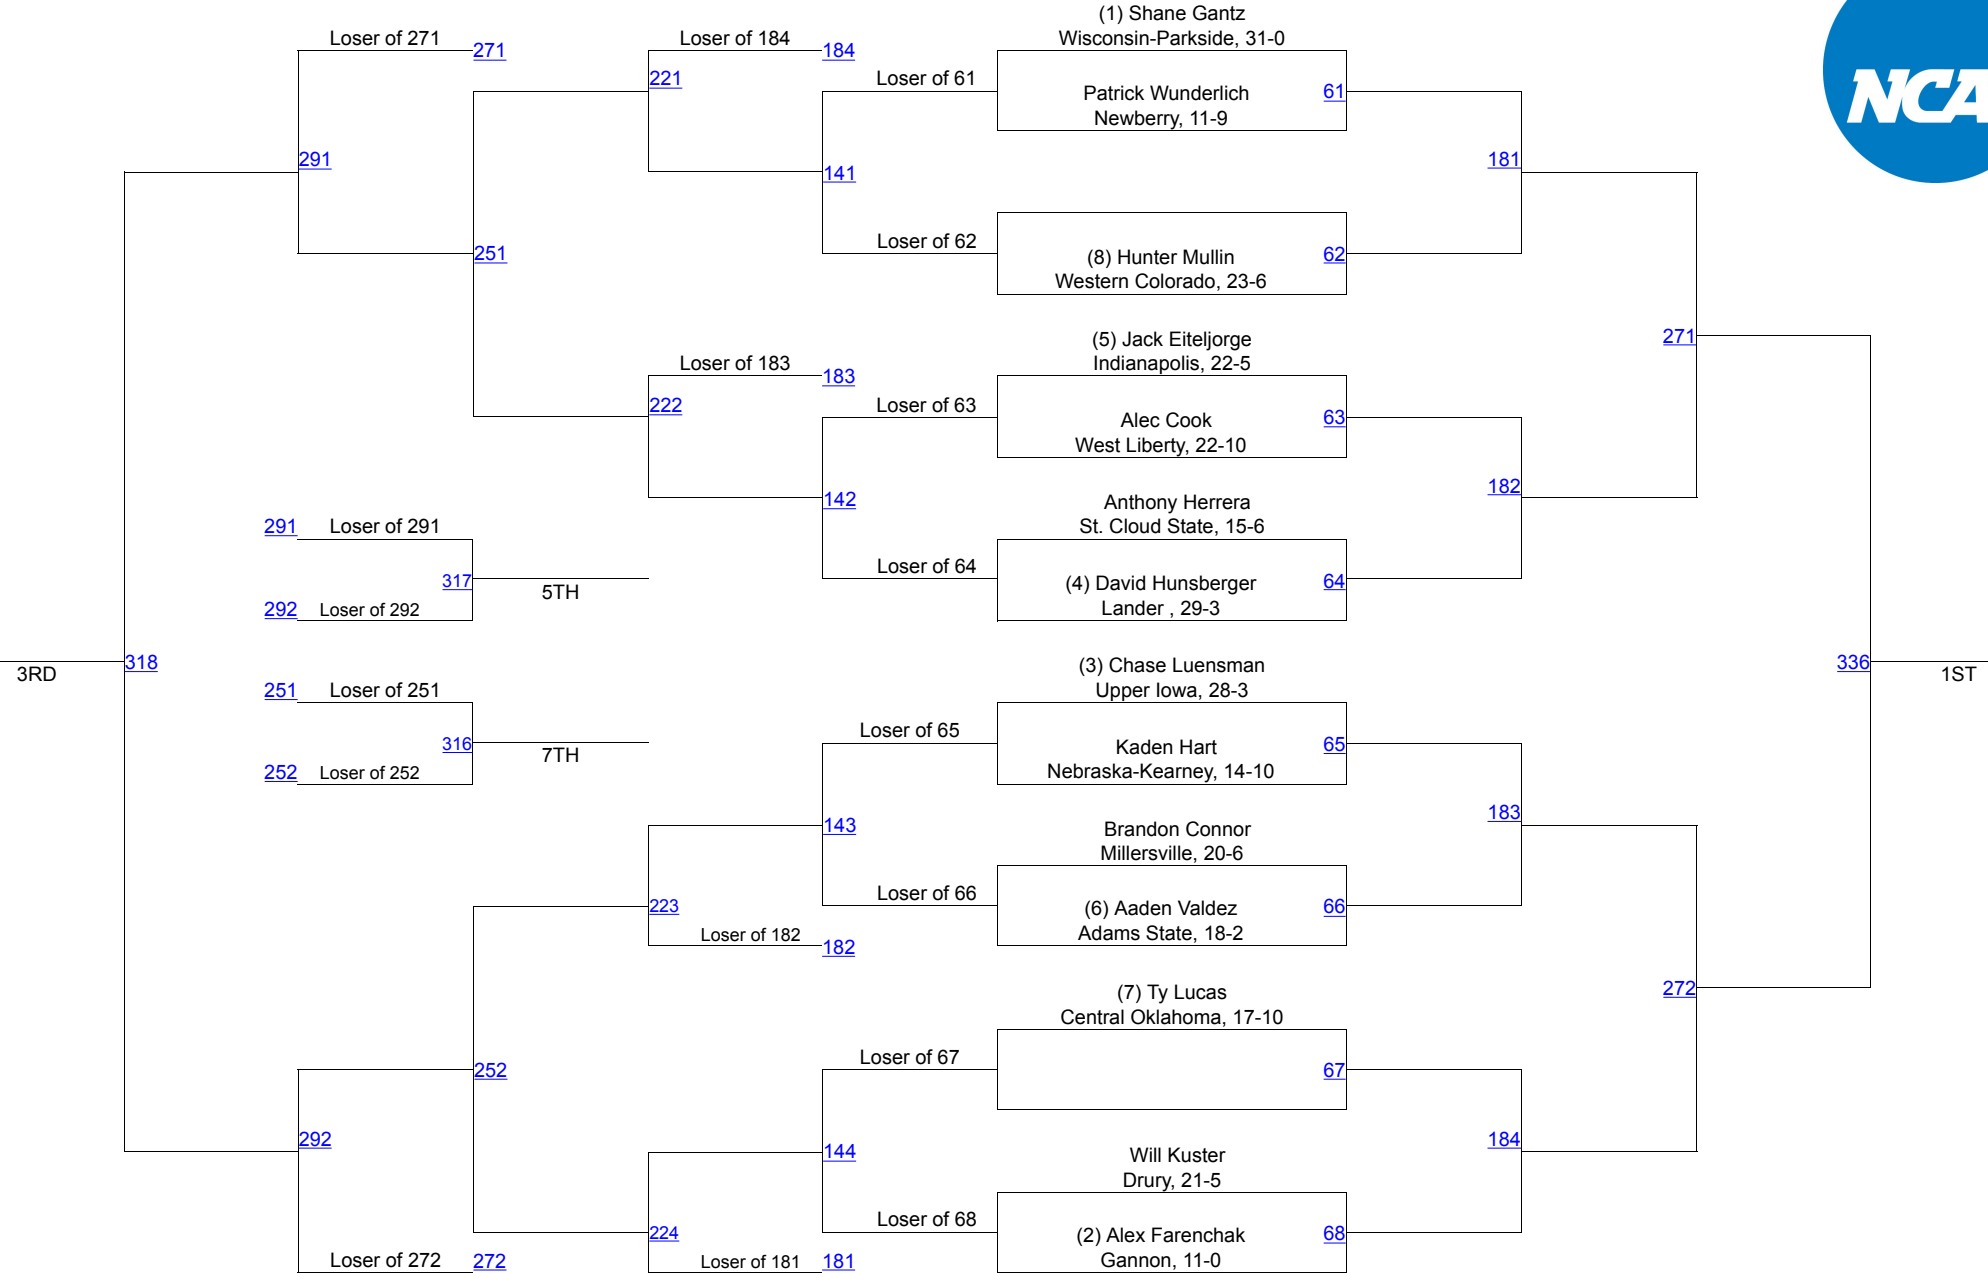 (1) Shane Gantz
Wisconsin-Parkside, 31-0
Loser of 271
271
Loser of 184
184
221
Loser of 61
Patrick Wunderlich
Newberry, 11-9
61
NCA
291
141
181
Loser of 62
251
(8) Hunter Mullin
Western Colorado, 23-6
62
(5) Jack Eiteljorge
Indianapolis, 22-5
271
Loser of 183
183
222
Loser of 63
Alec Cook
West Liberty, 22-10
63
142
182
Anthony Herrera
St. Cloud State, 15-6
291
Loser of 291
317
5TH
292
Loser of 292
Loser of 64
(4) David Hunsberger
Lander , 29-3
64
3RD
318
(3) Chase Luensman
Upper Iowa, 28-3
336
1ST
251
Loser of 251
316
7TH
252
Loser of 252
Loser of 65
Kaden Hart
Nebraska-Kearney, 14-10
65
143
183
Brandon Connor
Millersville, 20-6
223
Loser of 66
(6) Aaden Valdez
Adams State, 18-2
66
Loser of 182
182
(7) Ty Lucas
Central Oklahoma, 17-10
272
252
Loser of 67
67
292
144
184
Will Kuster
Drury, 21-5
224
Loser of 68
(2) Alex Farenchak
Gannon, 11-0
68
Loser of 272
272
Loser of 181
181